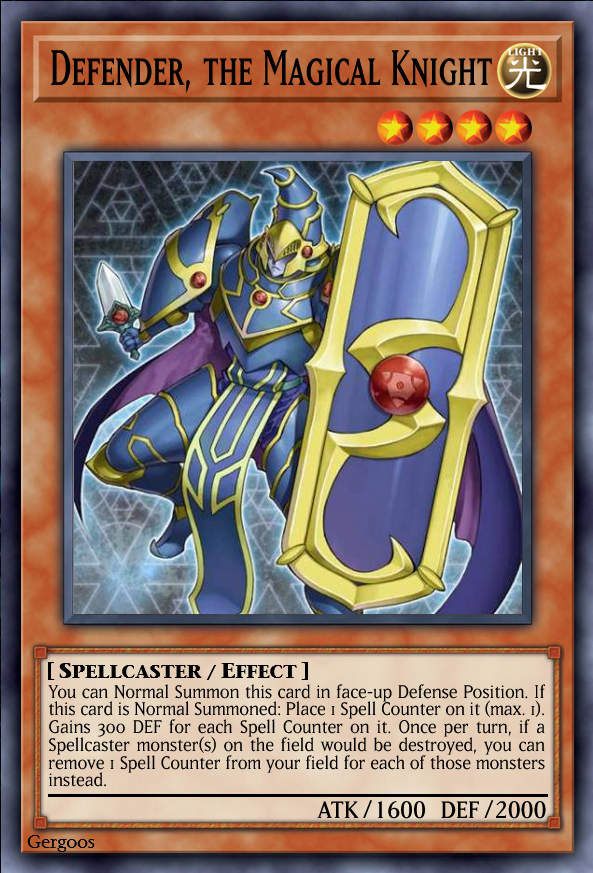 Defender, the Magical Knight
LIGHT
光
[ Spellcaster / Effect ]
You can Normal Summon this card in face-up Defense Position. If
this card is Normal Summoned: Place 1 Spell Counter on it (max. 1).
Gains 300 DEF for each Spell Counter on it. Once per turn, if a
Spellcaster monster(s) on the field would be destroyed, you can
remove 1 Spell Counter from your field for each of those monsters
instead.
ATK/1600 DEF/2000
Gergoos